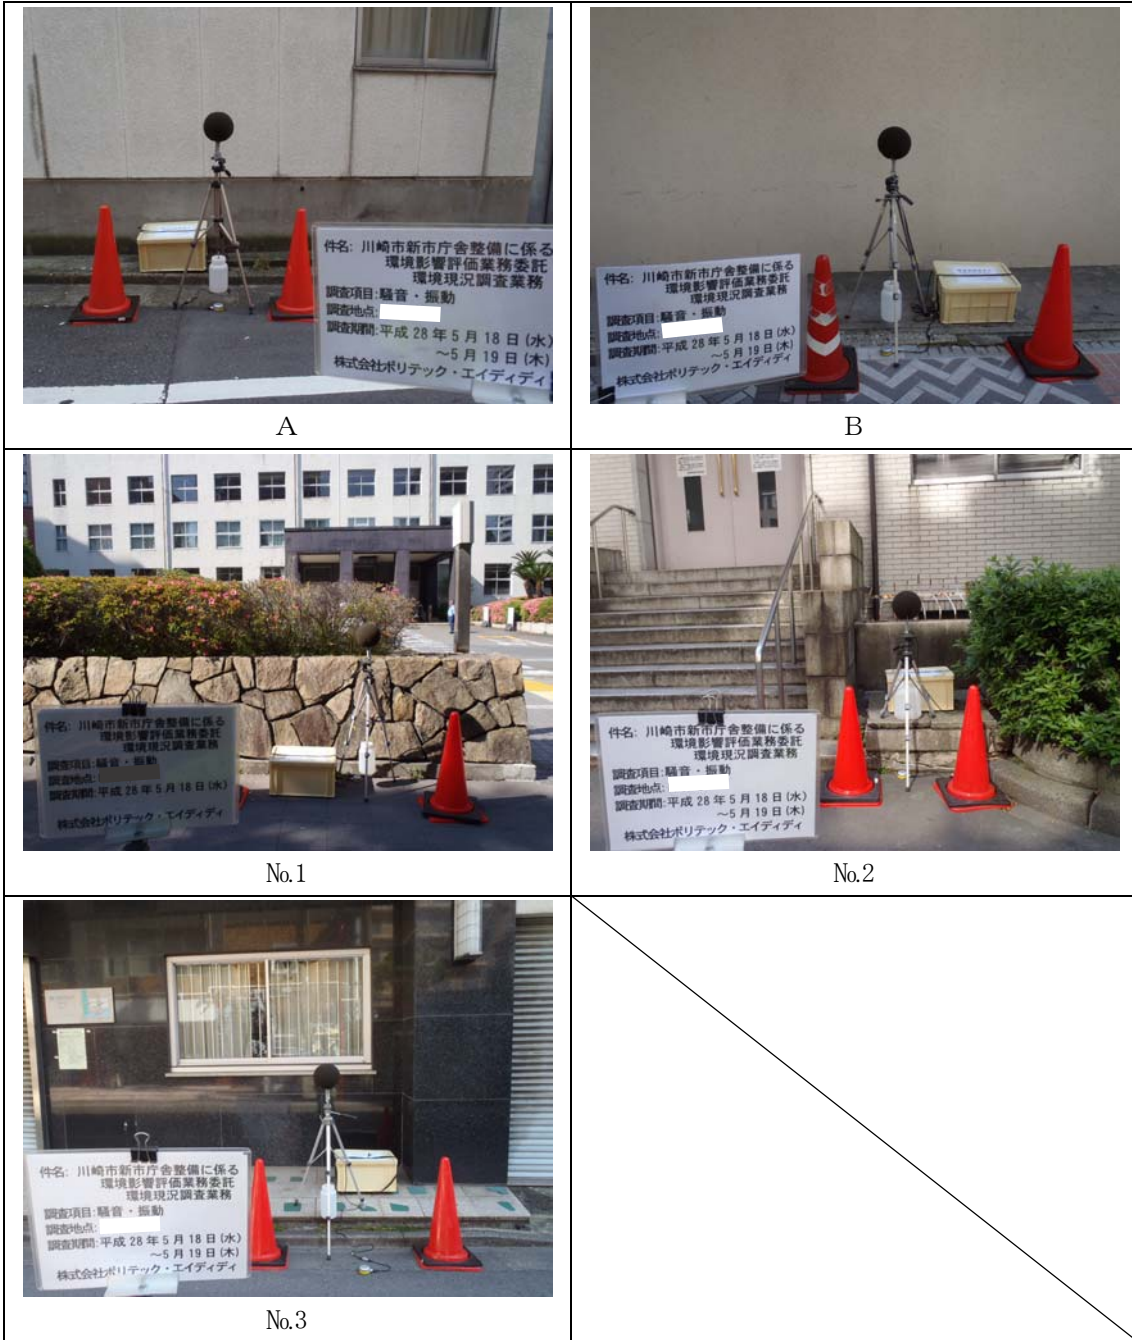 件名: 川崎市新市庁舎整備に係る
環境影響評価業務委託
環境現況調査業務
調査項目:騒音・振動
調査地点:
調査期間:平成 28 年 5 月 18 日 (水)
～5 月 19 日 (木)
株式会社ポリテック・エイディディ
A
件名: 川崎市新市庁舎整備に係る
環境影響評価業務委託
環境現況調査業務
調査項目:騒音・振動
調査地点:
調査期間:平成 28 年 5 月 18 日 (水)
～5 月 19 日 (木)
株式会社ポリテック・エイディディ
B
件名: 川崎市新市庁舎整備に係る
環境影響評価業務委託
環境現況調査業務
調査項目:騒音・振動
調査地点:
調査期間:平成 28 年 5 月 18 日 (水)
株式会社ポリテック・エイディディ
№1
件名: 川崎市新市庁舎整備に係る
環境影響評価業務委託
環境現況調査業務
調査項目:騒音・振動
調査地点:
調査期間:平成 28 年 5 月 18 日 (水)
～5 月 19 日 (木)
株式会社ポリテック・エイディディ
№2
件名: 川崎市新市庁舎整備に係る
環境影響評価業務委託
環境現況調査業務
調査項目:騒音・振動
調査地点:
調査期間:平成 28 年 5 月 18 日 (水)
～5 月 19 日 (木)
株式会社ポリテック・エイディディ
№3